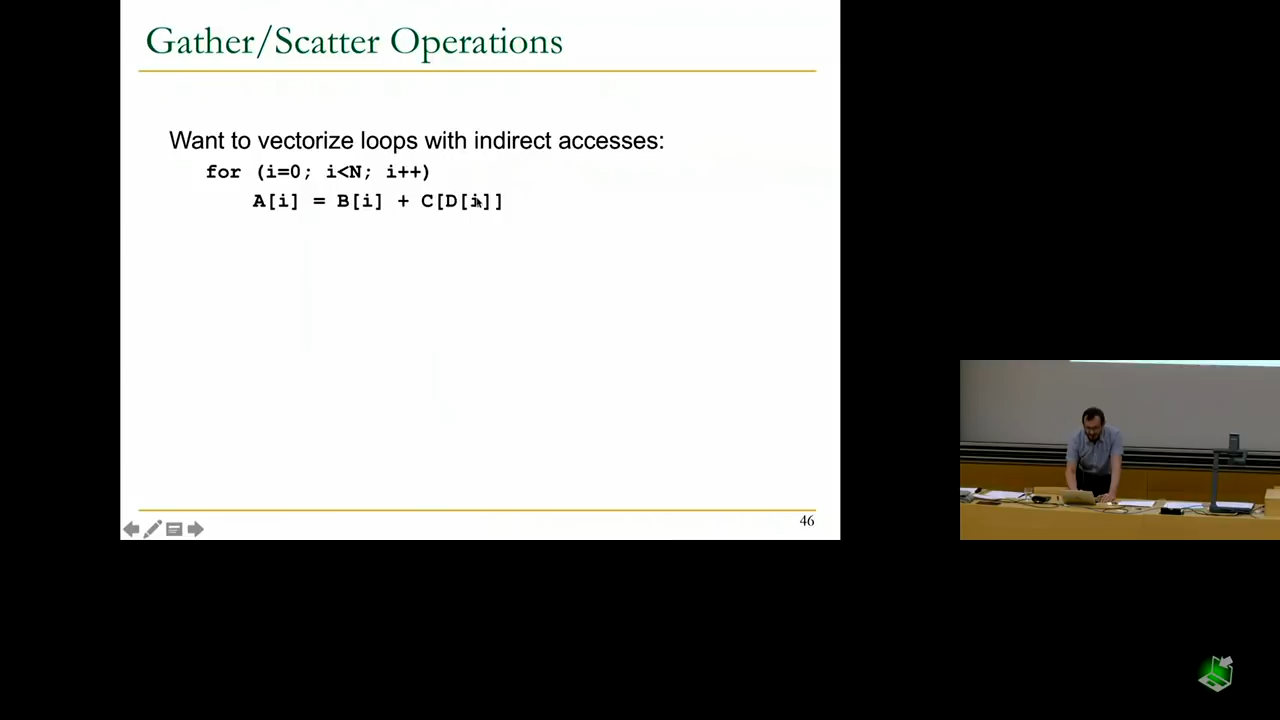 Gather/Scatter Operations
Want to vectorize loops with indirect accesses:
for (i=0; i<N; i++)
A[i] = B[i] + C[D[i]]
46